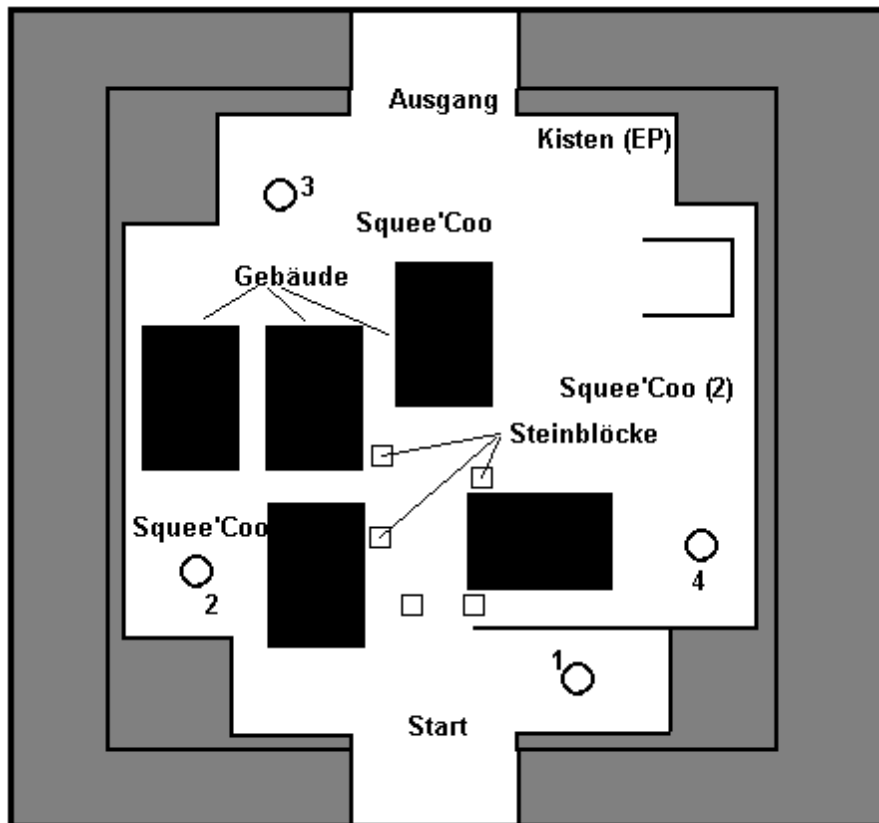 Ausgang
Kisten (EP)
3
Squee'Coo
Gebäude
Squee'Coo (2)
Steinblöcke
Squee'Coo
2
4
1
Start